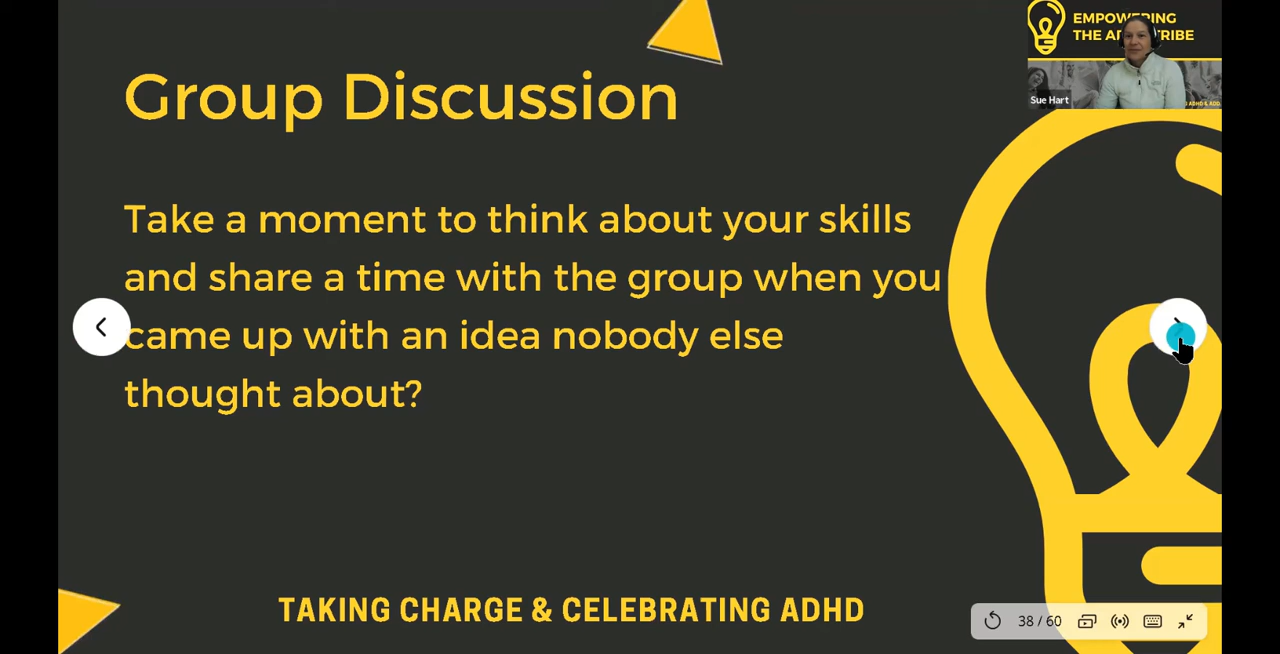 Group Discussion
Take a moment to think about your skills
and share a time with the group when you
came up with an idea nobody else
thought about?
TAKING CHARGE & CELEBRATING ADHD
EMPOWERING
TRIBE
Sue Hart
38 / 60